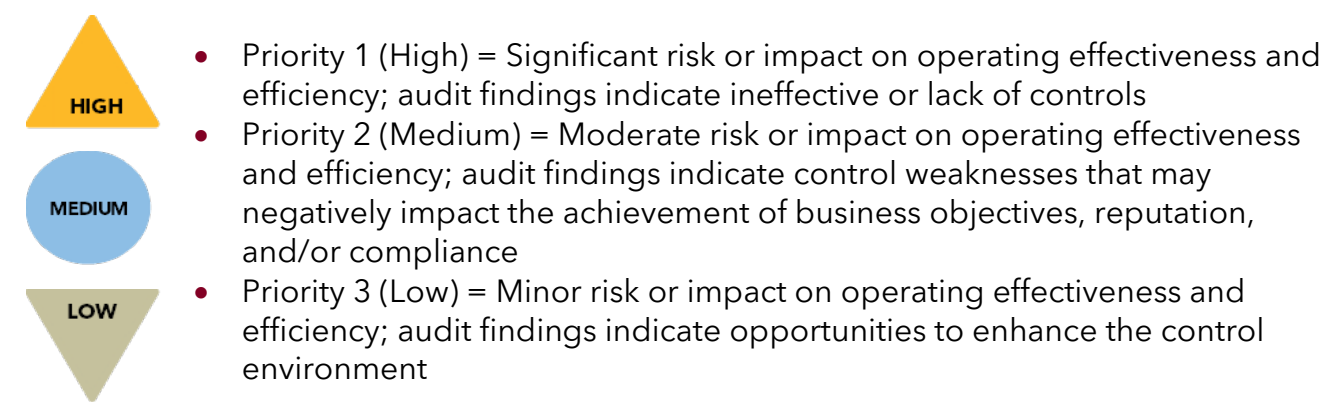 HIGH
• Priority 1 (High) = Significant risk or impact on operating effectiveness and
efficiency; audit findings indicate ineffective or lack of controls
MEDIUM
• Priority 2 (Medium) = Moderate risk or impact on operating effectiveness
and efficiency; audit findings indicate control weaknesses that may
negatively impact the achievement of business objectives, reputation,
and/or compliance
LOW
• Priority 3 (Low) = Minor risk or impact on operating effectiveness and
efficiency; audit findings indicate opportunities to enhance the control
environment